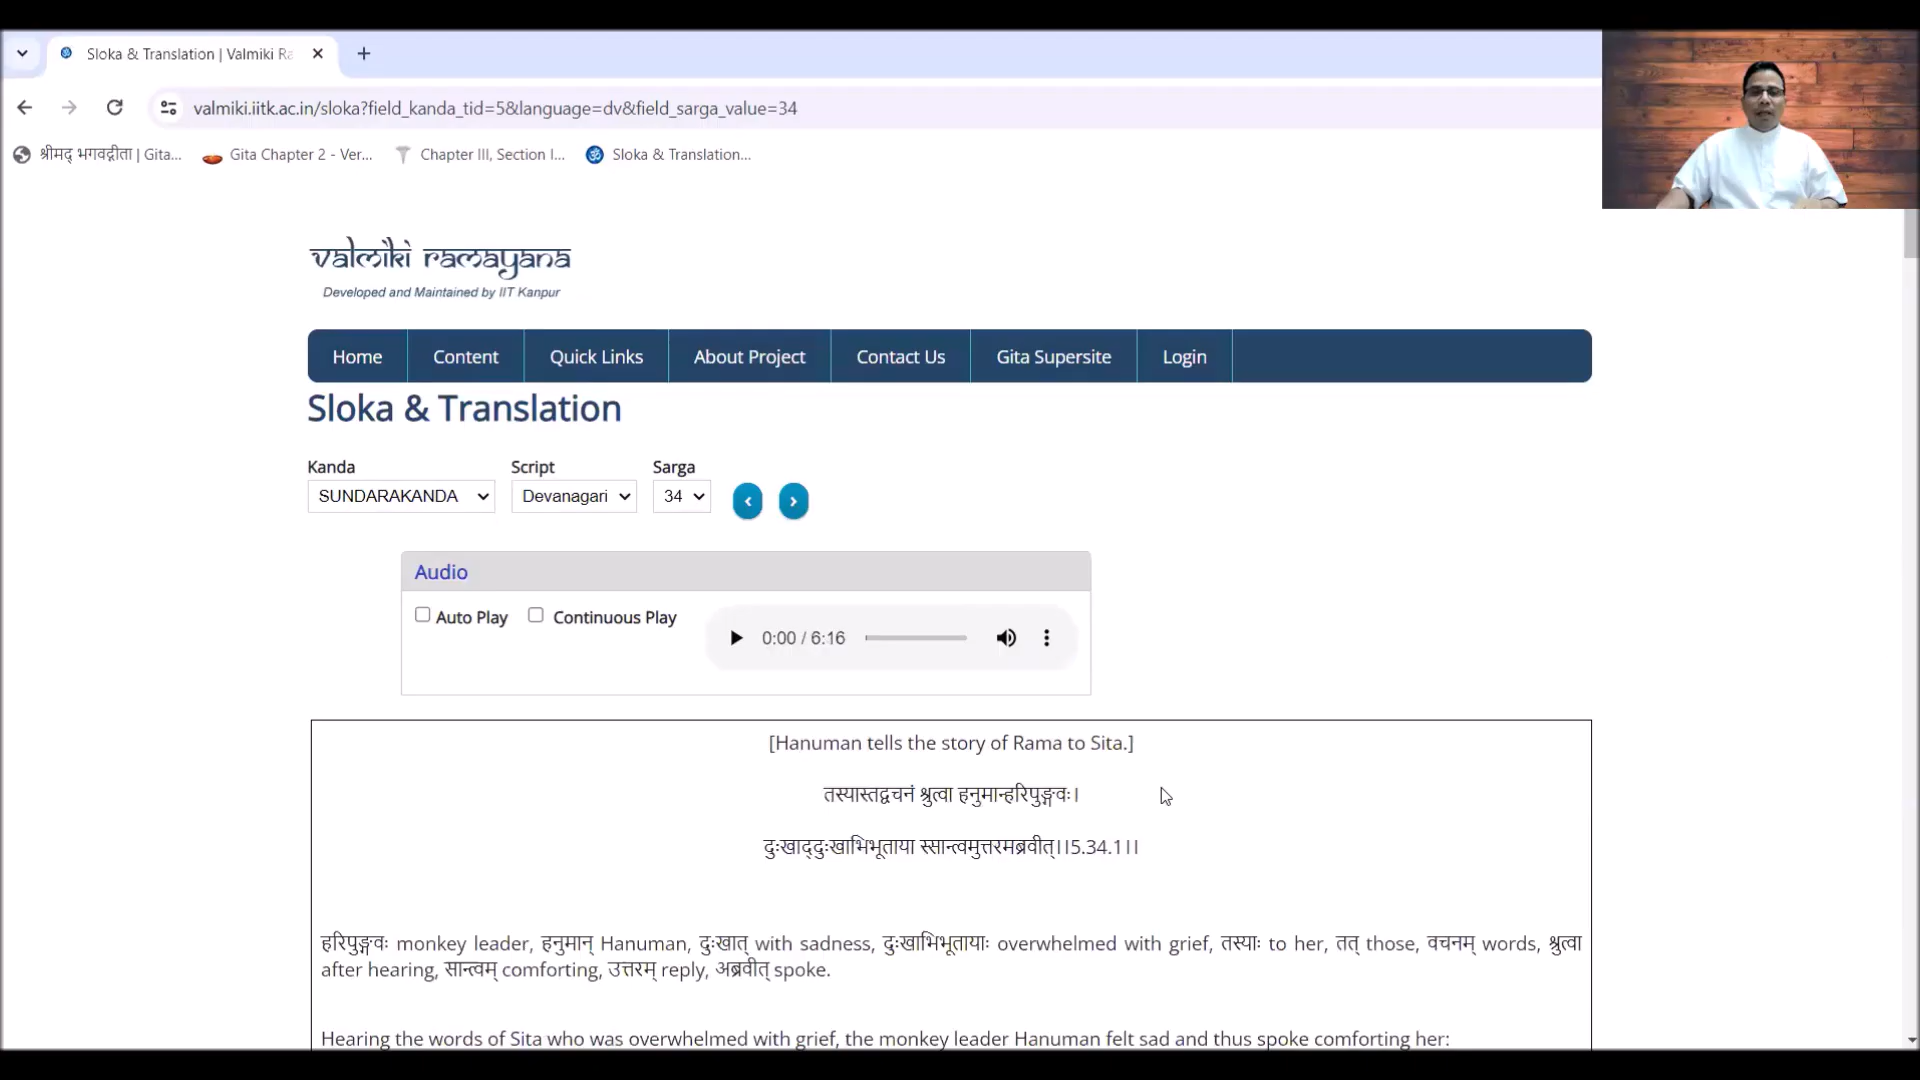 Sloka & Translation | Valmiki Ra
valmiki.iitk.ac.in/sloka?field_kanda_tid=5&language=dv&field_sarga_value=34
श्रीमद् भगवद्गीता | Gita...
Gita Chapter 2 - Ver...
Chapter III, Section I...
Sloka & Translation...
valmiki ramayana
Developed and Maintained by IIT Kanpur
Home
Content
Quick Links
About Project
Contact Us
Gita Supersite
Login
Sloka & Translation
Kanda
Script
Sarga
SUNDARAKANDA
Devanagari
34
Audio
Auto Play
Continuous Play
0:00 / 6:16
[Hanuman tells the story of Rama to Sita.]
तस्यास्तद्वचनं श्रुत्वा हनुमान्हरिपुङ्गवः।
दुःखाद्दुःखाभिभूताया स्सान्त्वमुत्तरमब्रवीत्।।5.34.1।।
हरिपुङ्गवः monkey leader, हनुमान् Hanuman, दुःखात् with sadness, दुःखाभिभूतायाः overwhelmed with grief, तस्याः to her, तत् those, वचनम् words, श्रुत्वा
after hearing, सान्त्वम् comforting, उत्तरम् reply, अब्रवीत् spoke.
Hearing the words of Sita who was overwhelmed with grief, the monkey leader Hanuman felt sad and thus spoke comforting her: